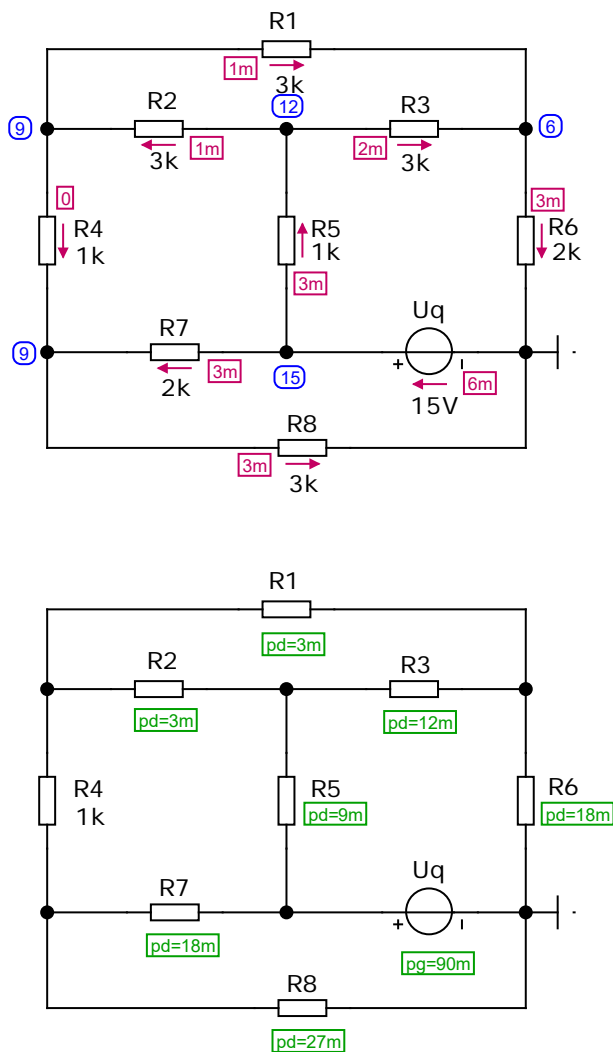 R1
1m
3k
R2
12
R3
9
6
3k
1m
2m
3k
0
3m
R4
R5
R6
1k
1k
2k
3m
R7
Uq
9
3m
15
+
-
6m
2k
15V
R8
3m
3k
R1
pd=3m
R2
R3
pd=3m
pd=12m
R4
R5
R6
1k
pd=9m
pd=18m
R7
Uq
+
-
pd=18m
pg=90m
R8
pd=27m